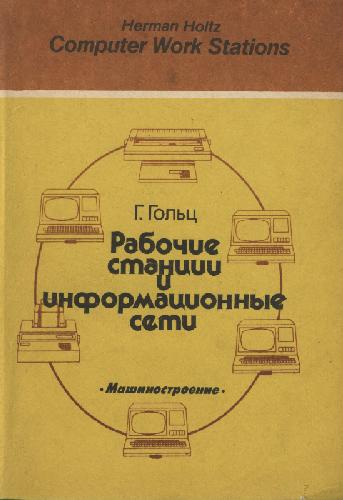 Herman Holtz
Computer Work Stations
Г. Гольц
Рабочие
станции
и
информационные
сети
• Машиностроение •